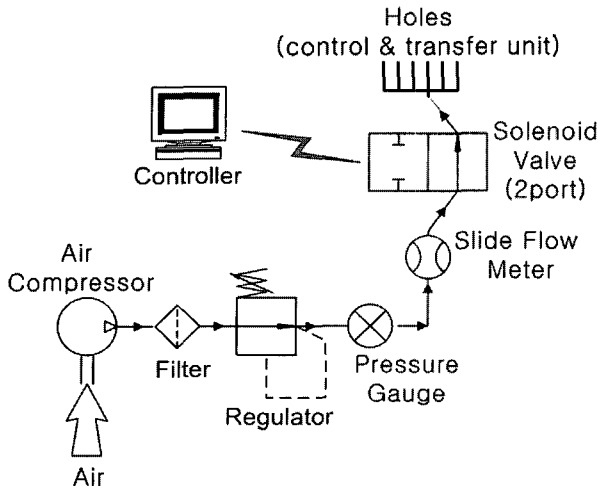 Holes
(control & transfer unit)
Solenoid
Valve
(2port)
Controller
Slide Flow
Meter
Air
Compressor
Filter
Regulator
Pressure
Gauge
Air